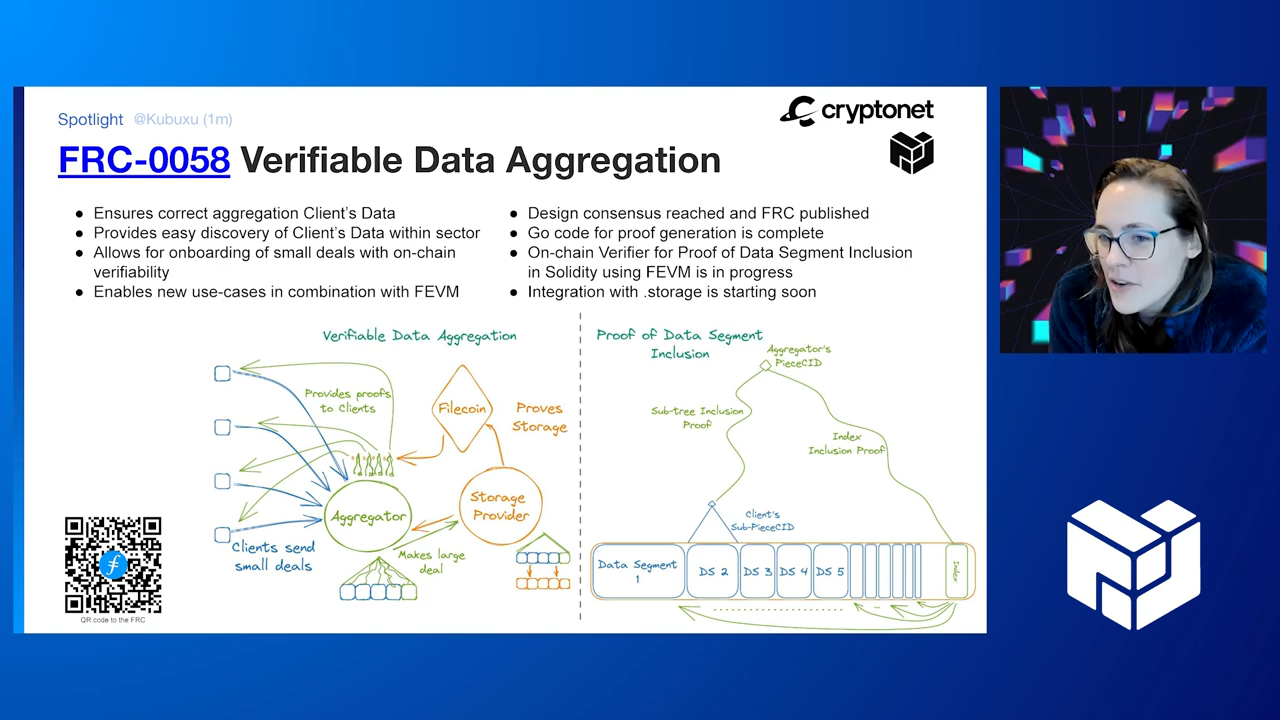 Spotlight @Kubuxu (1m)
cryptonet
FRC-0058 Verifiable Data Aggregation
● Ensures correct aggregation Client's Data
● Provides easy discovery of Client's Data within sector
● Allows for onboarding of small deals with on-chain
verifiability
● Enables new use-cases in combination with FEVM
● Design consensus reached and FRC published
● Go code for proof generation is complete
● On-chain Verifier for Proof of Data Segment Inclusion
in Solidity using FEVM is in progress
● Integration with .storage is starting soon
Verifiable Data Aggregation
Provides proofs
to Clients
Filecoin
Proves
Storage
Aggregator
Storage
Provider
Clients send
small deals
Makes large
deal
QR code to the FRC
Proof of Data Segment
Inclusion
Aggregator's
PieceCID
Sub-tree Inclusion
Proof
Index
Inclusion Proof
Client's
Sub-PieceCID
Data Segment
1
DS 2
DS 3
DS 4
DS 5
Index